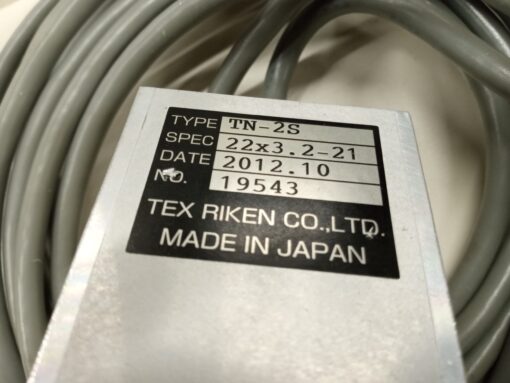 TYPE TN-2S
SPEC 22x3.2-21
DATE 2012.10
NO. 19543
TEX RIKEN CO.,LTD.
MADE IN JAPAN